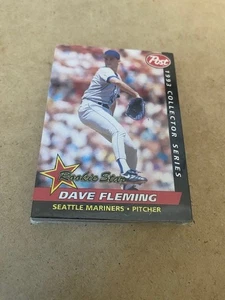 Post
1993 COLLECTOR SERIES
Rookie Star
DAVE FLEMING
SEATTLE MARINERS • PITCHER